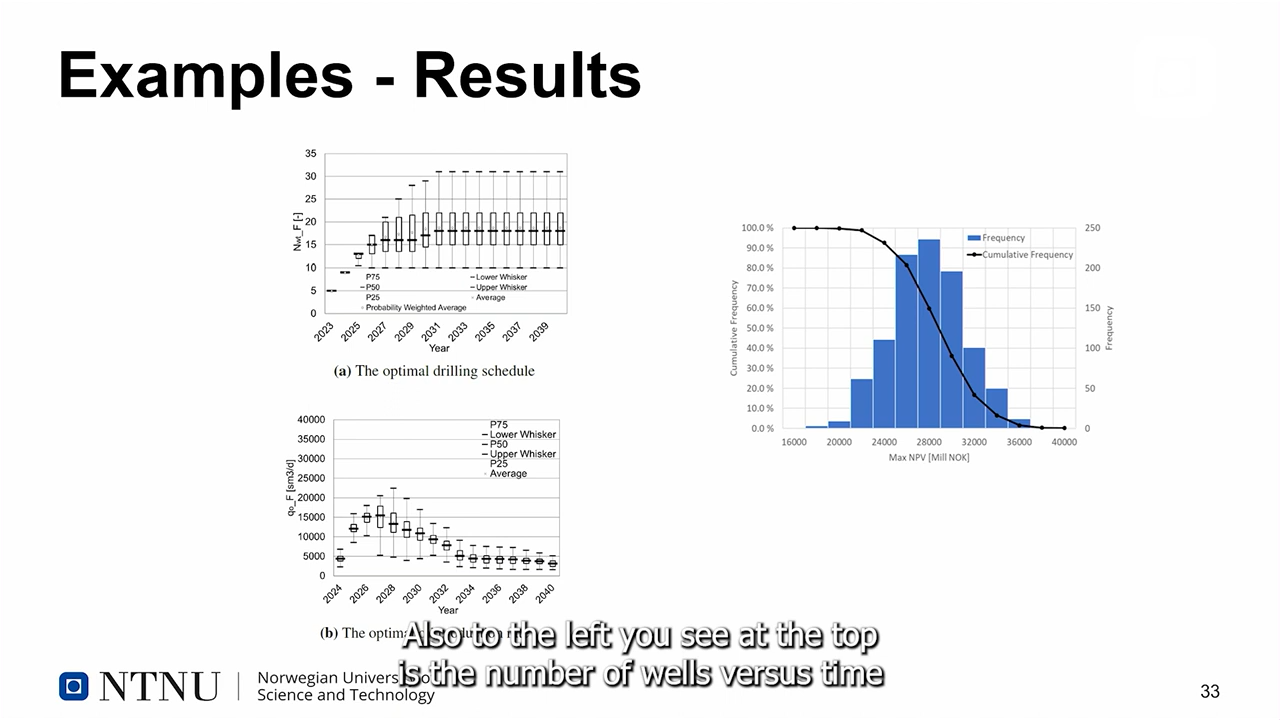 Examples - Results
35
30
25
20
15
10
5
0
Nwt_F [-]
P75
P50
P25
Probability Weighted Average
Lower Whisker
Upper Whisker
Average
2023
2025
2027
2029
2031
2033
2035
2037
2039
Year
(a) The optimal drilling schedule
40000
35000
30000
25000
20000
15000
10000
5000
0
qo_F [sm3/d]
P75
Lower Whisker
P50
Upper Whisker
P25
Average
2024
2026
2028
2030
2032
2034
2036
2038
2040
Year
(b) The optima
100.0 %
90.0 %
80.0 %
70.0 %
60.0 %
50.0 %
40.0 %
30.0 %
20.0 %
10.0 %
0.0 %
Cumulative Frequency
Frequency
Cumulative Frequency
250
200
150
100
50
0
Frequency
16000 20000 24000 28000 32000 36000 40000
Max NPV [Mill NOK]
Also to the left you see at the top
is the number of wells versus time
NTNU
Norwegian Univers
Science and Technology
33